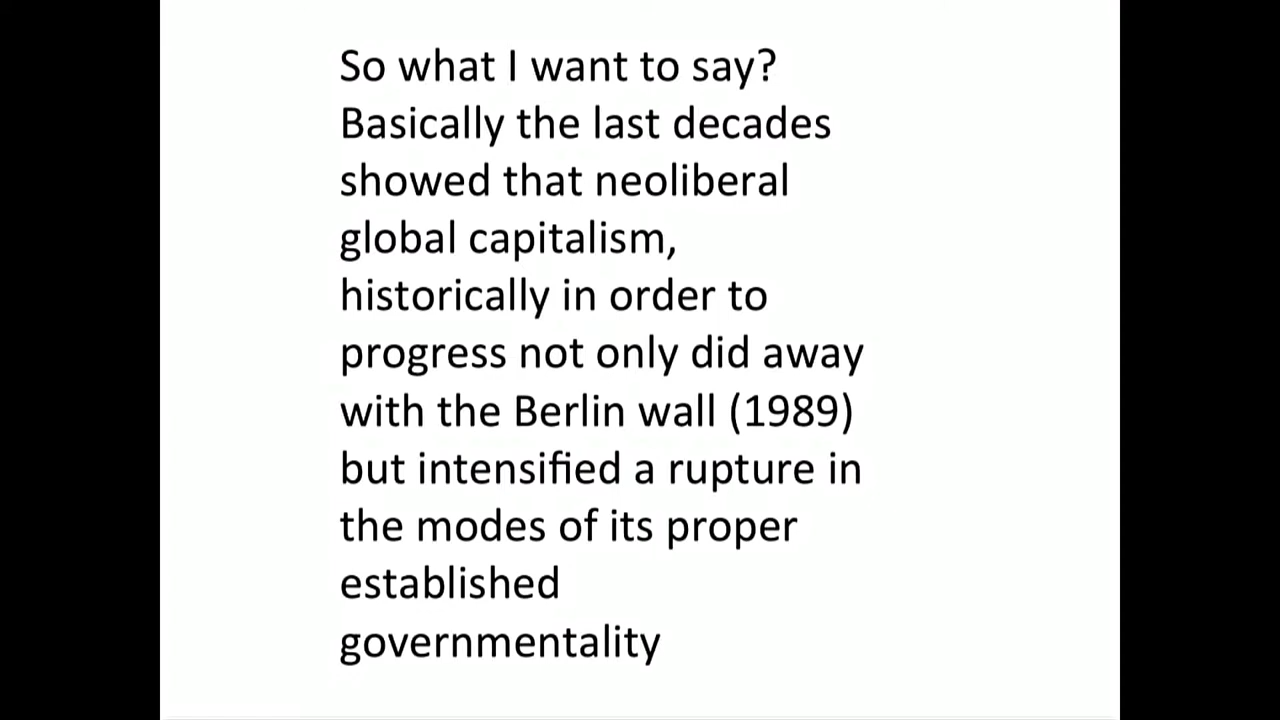 So what I want to say?
Basically the last decades
showed that neoliberal
global capitalism,
historically in order to
progress not only did away
with the Berlin wall (1989)
but intensified a rupture in
the modes of its proper
established
governmentality